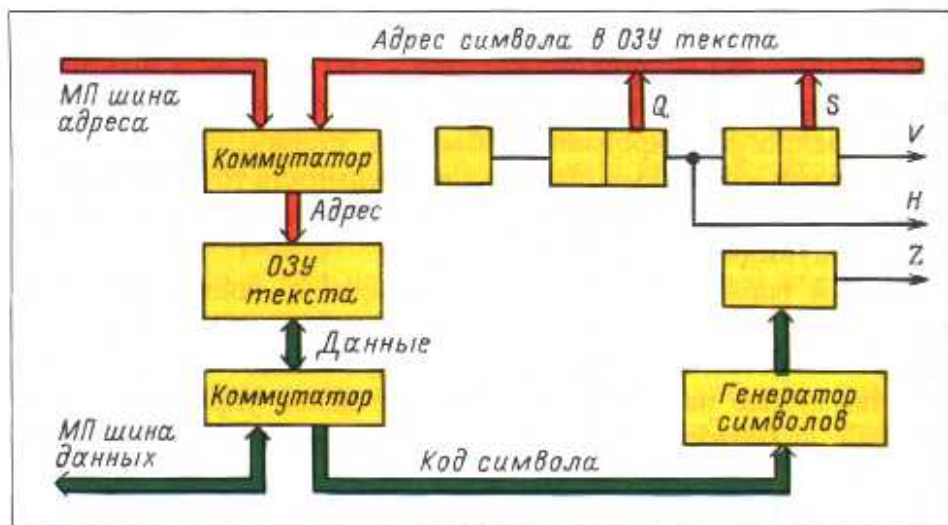 Адрес символа в ОЗУ текста
МП шина
адреса
Q
S
V
Коммутатор
H
Адрес
Z
ОЗУ
текста
Данные
Коммутатор
Генератор
символов
МП шина
данных
Код символа